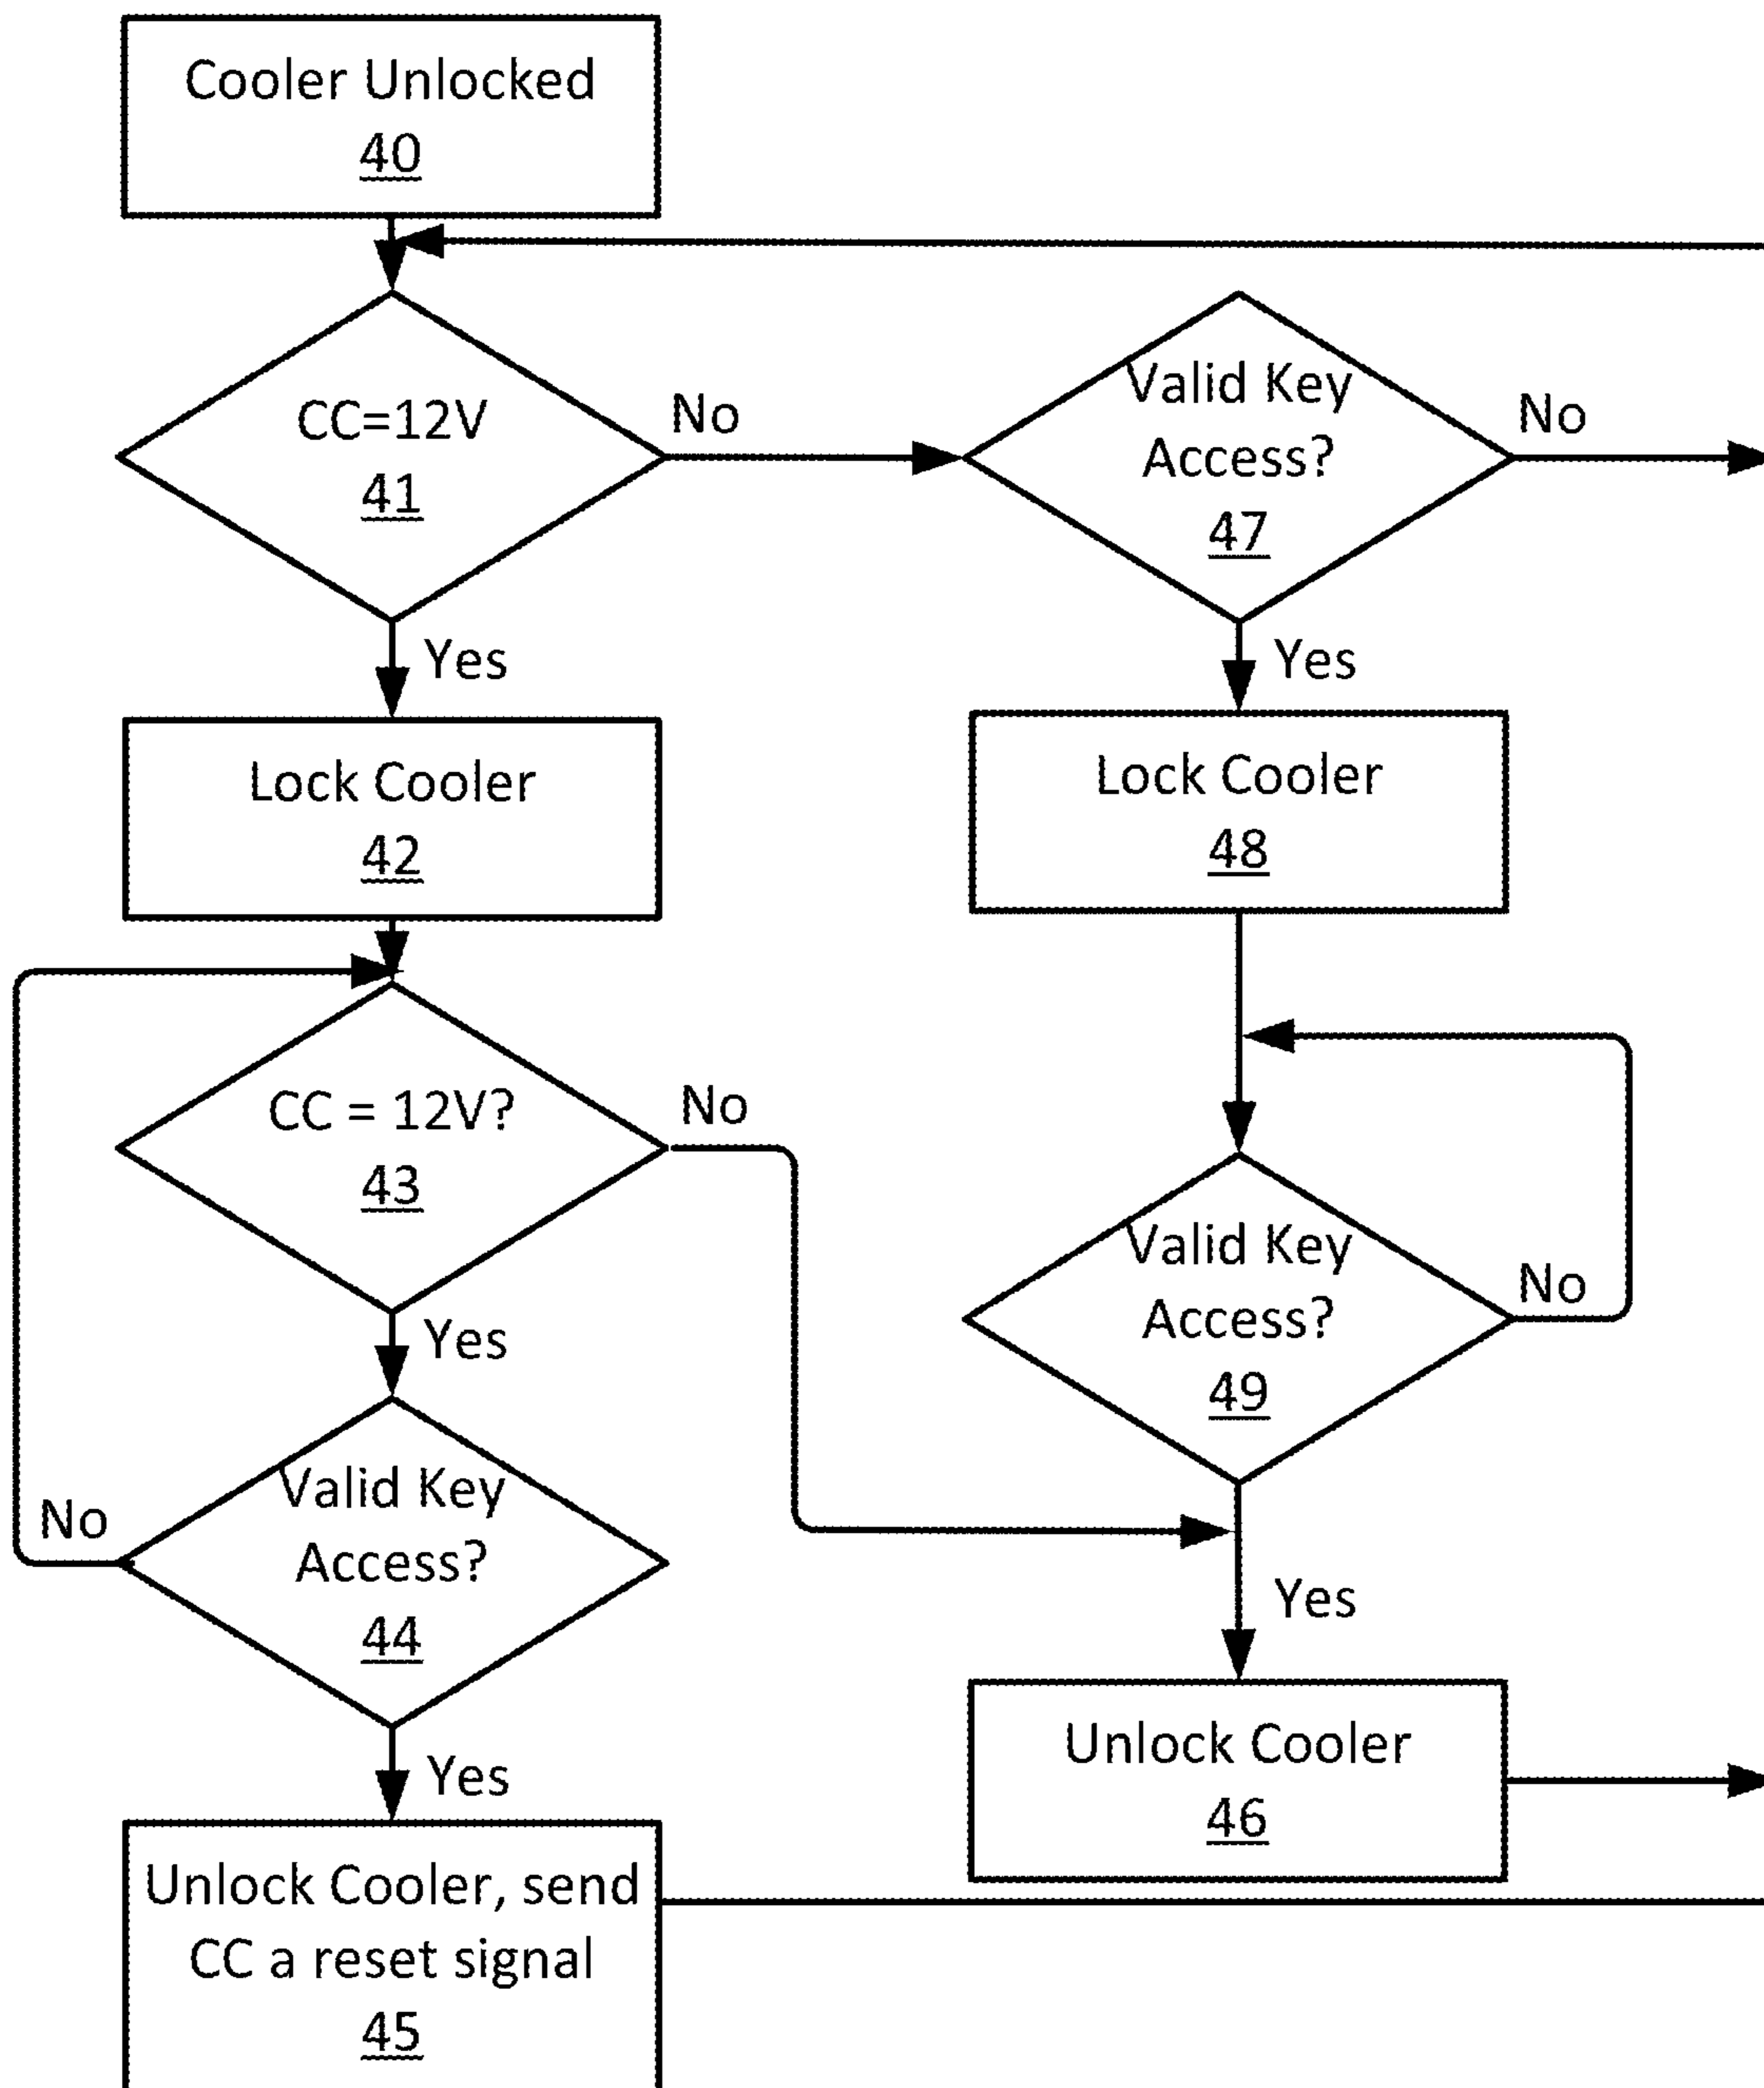 Cooler Unlocked
40
CC=12V
41
No
Valid Key
Access?
47
No
Yes
Yes
Lock Cooler
42
Lock Cooler
48
CC = 12V?
43
No
Valid Key
Access?
49
No
Yes
Valid Key
Access?
44
No
Yes
Unlock Cooler
46
Yes
Unlock Cooler, send
CC a reset signal
45